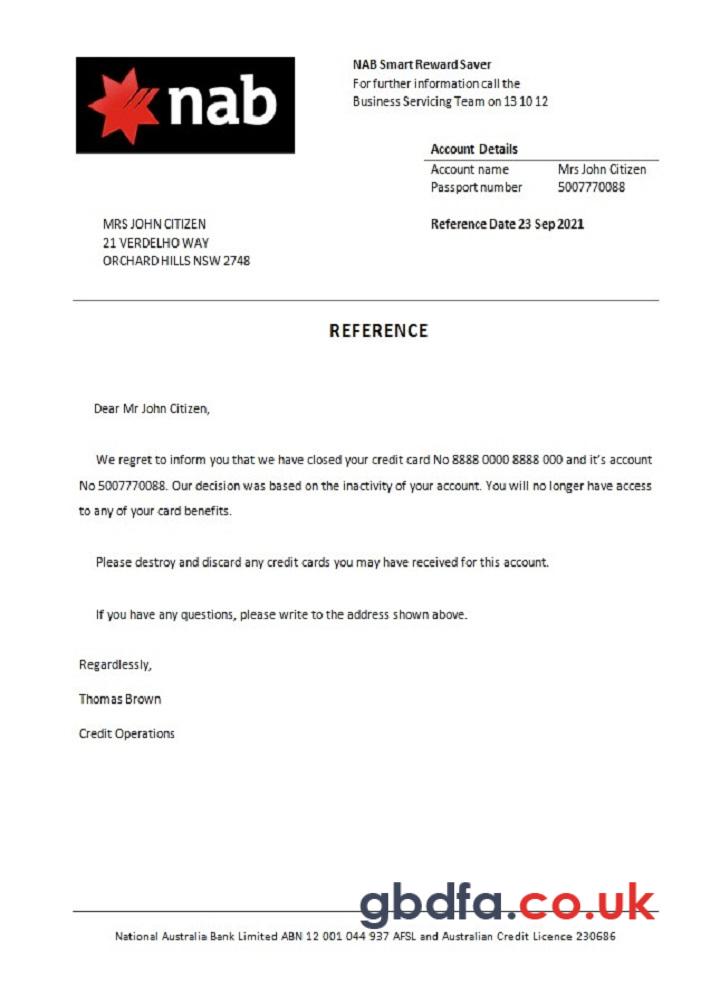 nab
NAB Smart Reward Saver
For further information call the
Business Servicing Team on 13 10 12
Account Details
Account name Mrs John Citizen
Passport number 5007770088
MRS JOHN CITIZEN
21 VERDELHO WAY
ORCHARD HILLS NSW 2748
Reference Date 23 Sep 2021
REFERENCE
Dear Mr John Citizen,
We regret to inform you that we have closed your credit card No 8888 0000 8888 000 and it's account
No 5007770088. Our decision was based on the inactivity of your account. You will no longer have access
to any of your card benefits.
Please destroy and discard any credit cards you may have received for this account.
If you have any questions, please write to the address shown above.
Regardlessly,
Thomas Brown
Credit Operations
gbdfa.co.uk
National Australia Bank Limited ABN 12 001 044 937 AFSL and Australian Credit Licence 230686